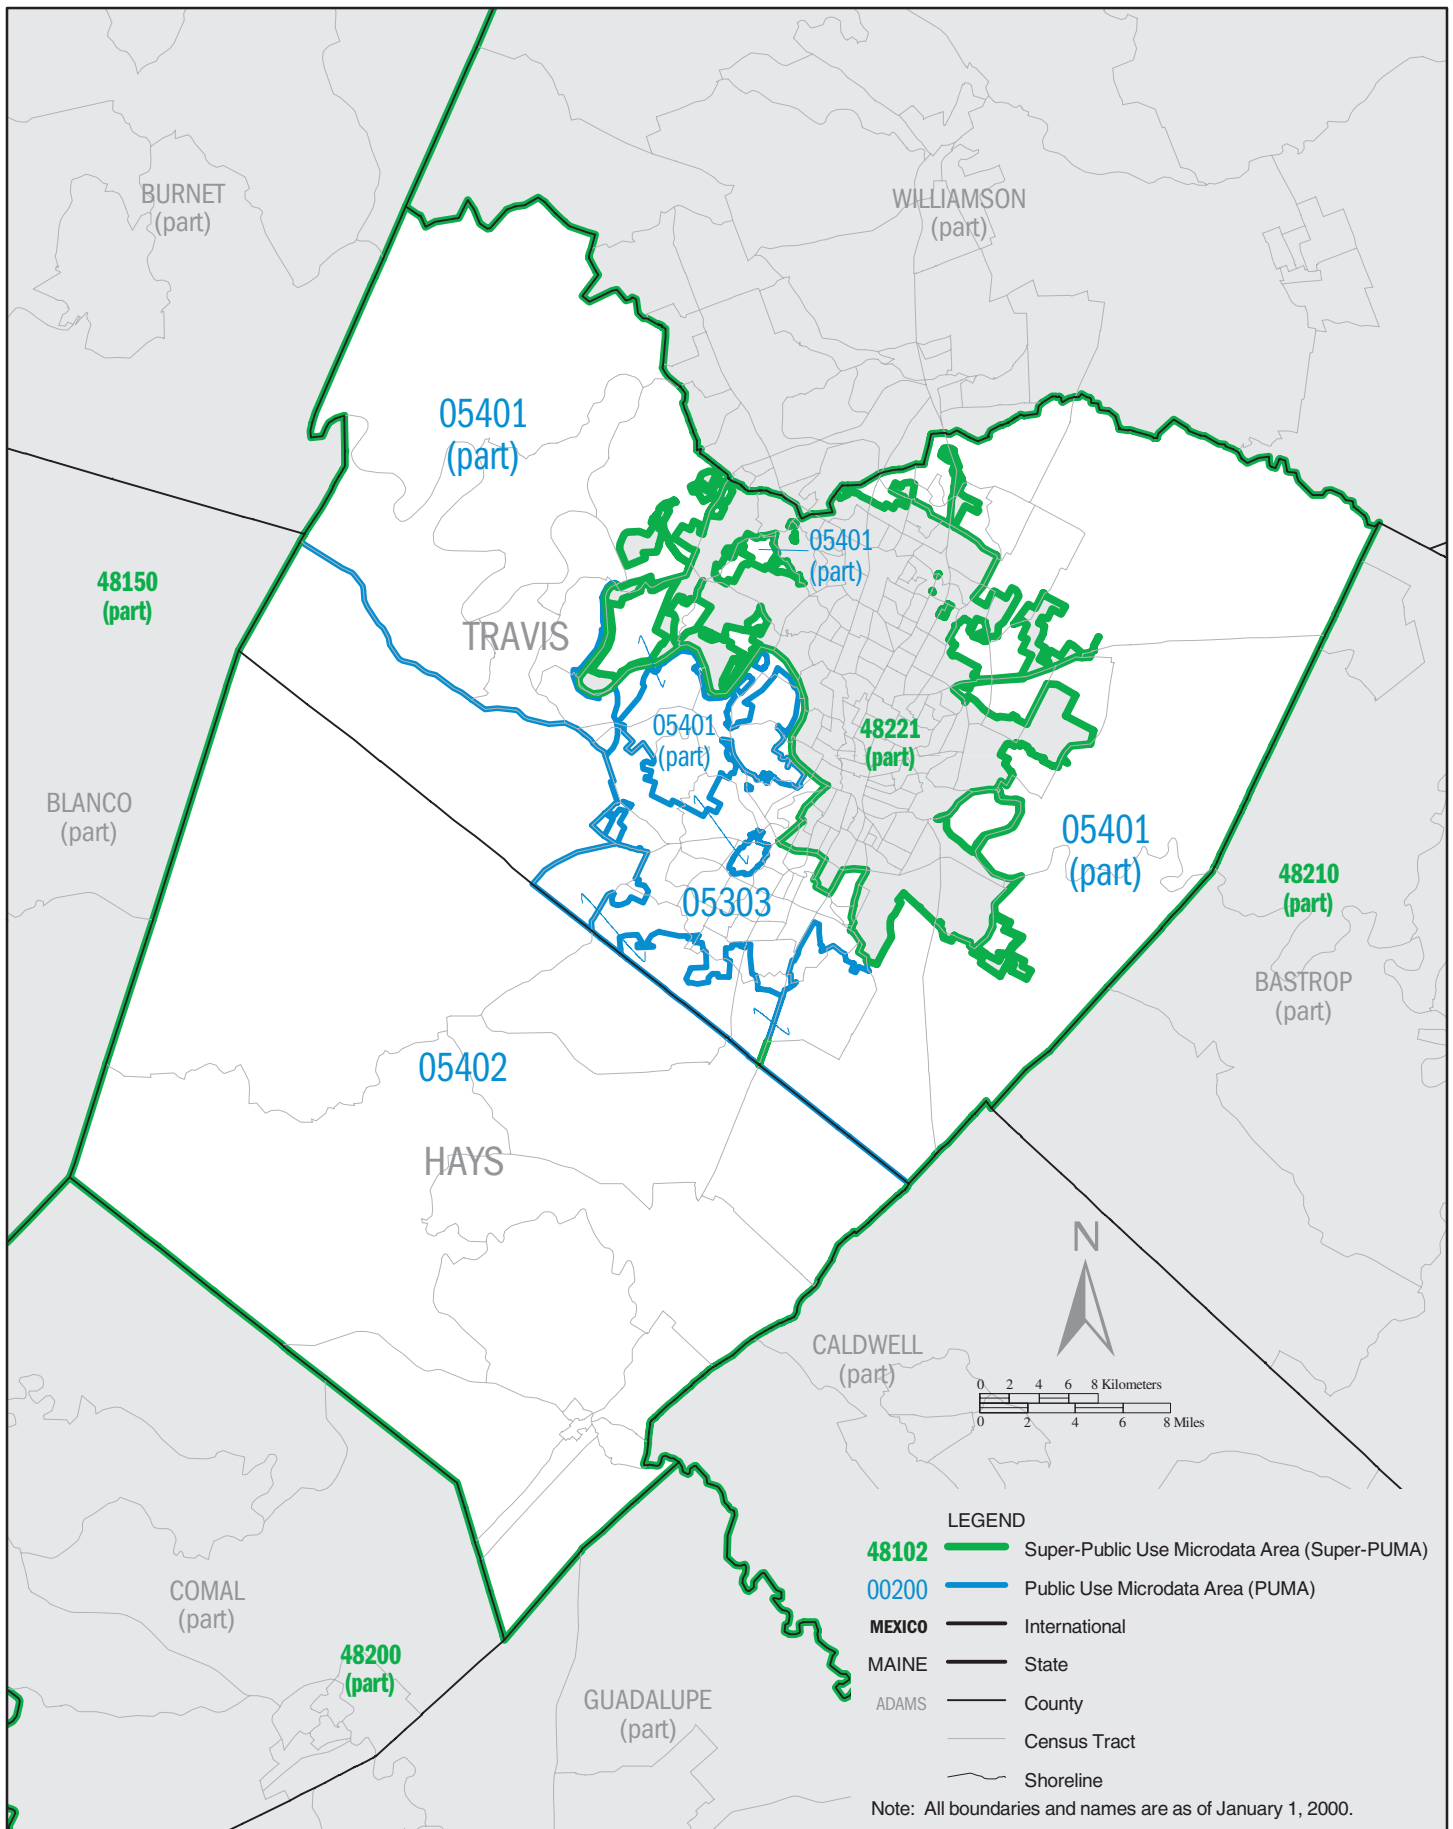 BURNET
(part)
WILLIAMSON
(part)
05401
(part)
05401
(part)
48150
(part)
TRAVIS
05401
(part)
48221
(part)
BLANCO
(part)
05401
(part)
48210
(part)
05303
BASTROP
(part)
05402
HAYS
N
CALDWELL
(part)
0 2 4 6 8 Kilometers
0 2 4 6 8 Miles
LEGEND
48102 Super-Public Use Microdata Area (Super-PUMA)
00200 Public Use Microdata Area (PUMA)
MEXICO International
MAINE State
ADAMS County
Census Tract
Shoreline
Note: All boundaries and names are as of January 1, 2000.
COMAL
(part)
48200
(part)
GUADALUPE
(part)